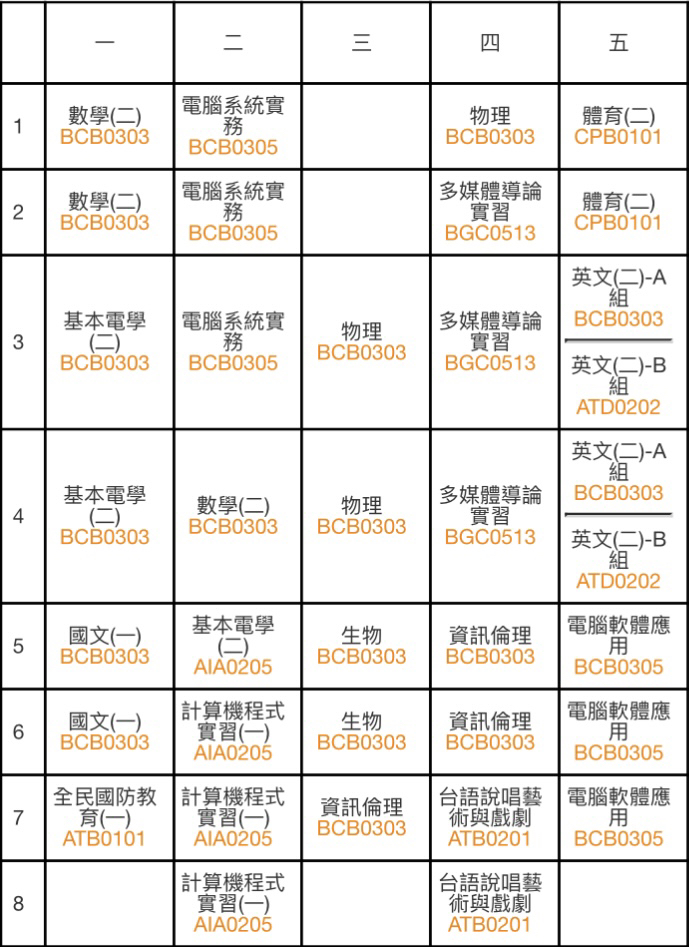 一 二 三 四 五
1
數學(二)
BCB0303
電腦系統實
務
BCB0305
物理
BCB0303
體育(二)
CPB0101
2
數學(二)
BCB0303
電腦系統實
務
BCB0305
多媒體導論
實習
BGC0513
體育(二)
CPB0101
3
基本電學
(二)
BCB0303
電腦系統實
務
BCB0305
物理
BCB0303
多媒體導論
實習
BGC0513
英文(二)-A
組
BCB0303
英文(二)-B
組
ATD0202
4
基本電學
(二)
BCB0303
數學(二)
BCB0303
物理
BCB0303
多媒體導論
實習
BGC0513
英文(二)-A
組
BCB0303
英文(二)-B
組
ATD0202
5
國文(一)
BCB0303
基本電學
(二)
AIA0205
生物
BCB0303
資訊倫理
BCB0303
電腦軟體應
用
BCB0305
6
國文(一)
BCB0303
計算機程式
實習(一)
AIA0205
生物
BCB0303
資訊倫理
BCB0303
電腦軟體應
用
BCB0305
7
全民國防教
育(一)
ATB0101
計算機程式
實習(一)
AIA0205
資訊倫理
BCB0303
台語說唱藝
術與戲劇
ATB0201
電腦軟體應
用
BCB0305
8
計算機程式
實習(一)
AIA0205
台語說唱藝
術與戲劇
ATB0201